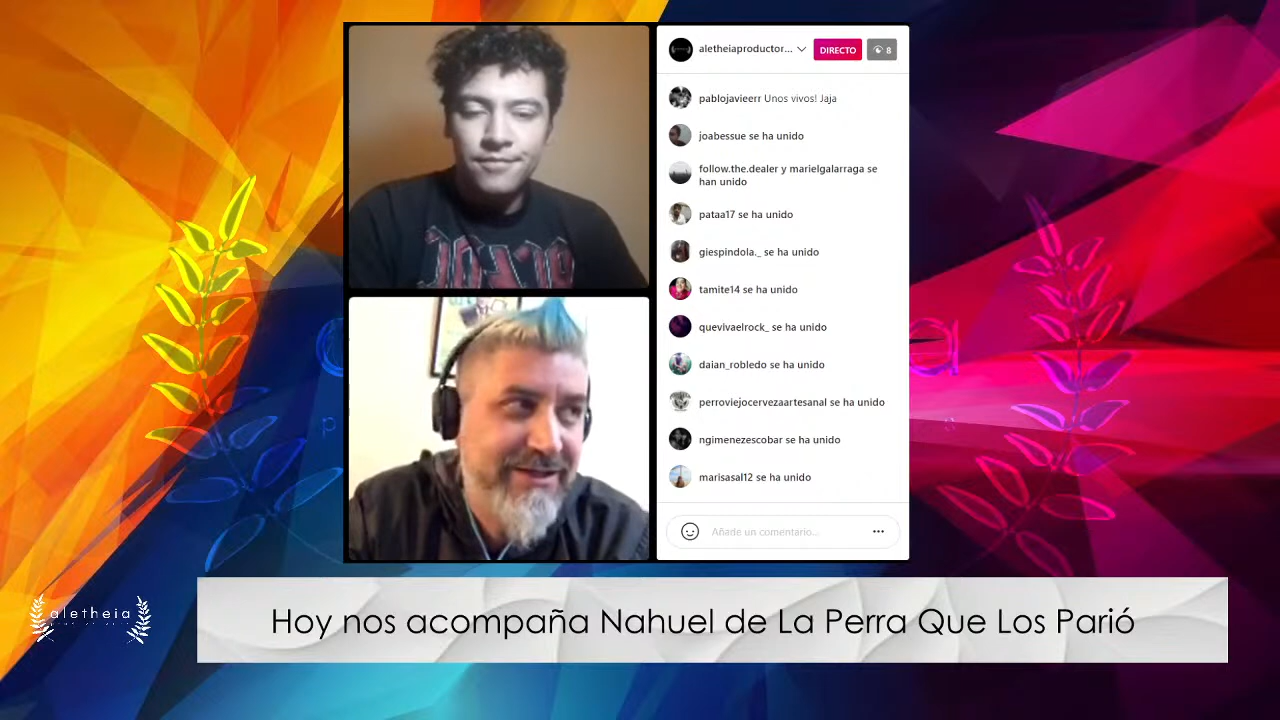 aletheiaproductor...
DIRECTO
8
pablojavieerr Unos vivos! Jaja
joabessue se ha unido
follow.the.dealer y marielgalarraga se
han unido
pataa17 se ha unido
giespindola._ se ha unido
tamite14 se ha unido
quevivaelrock_ se ha unido
daian_robledo se ha unido
perroviejocervezaartesanal se ha unido
ngimenezescobar se ha unido
marisasal12 se ha unido
Añade un comentario...
aletheia
Hoy nos acompaña Nahuel de La Perra Que Los Parió